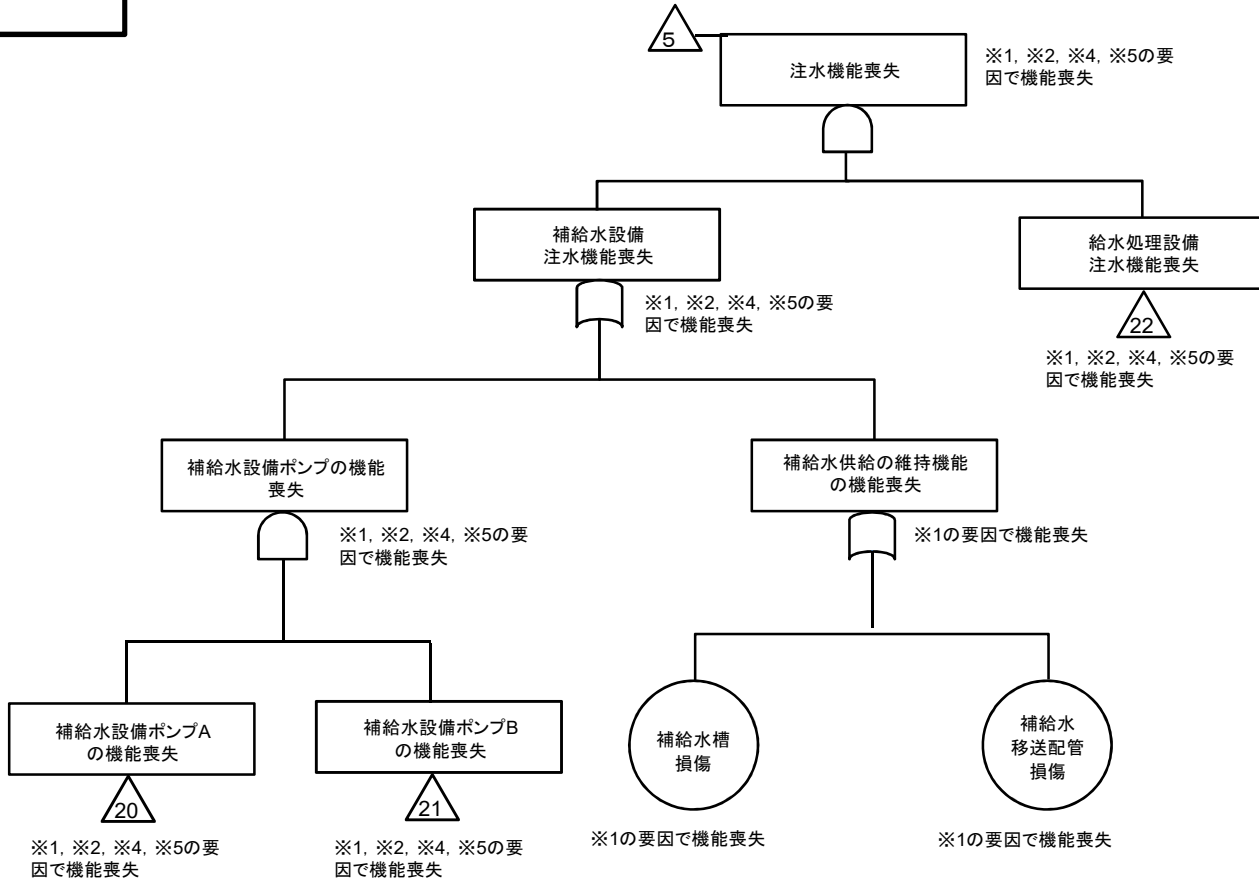 5
注水機能喪失
※1, ※2, ※4, ※5の要
因で機能喪失
補給水設備
注水機能喪失
※1, ※2, ※4, ※5の要
因で機能喪失
給水処理設備
注水機能喪失
22
※1, ※2, ※4, ※5の要
因で機能喪失
補給水設備ポンプの機能
喪失
※1, ※2, ※4, ※5の要
因で機能喪失
補給水供給の維持機能
の機能喪失
※1の要因で機能喪失
補給水設備ポンプA
の機能喪失
20
※1, ※2, ※4, ※5の要
因で機能喪失
補給水設備ポンプB
の機能喪失
21
※1, ※2, ※4, ※5の要
因で機能喪失
補給水槽
損傷
※1の要因で機能喪失
補給水
移送配管
損傷
※1の要因で機能喪失